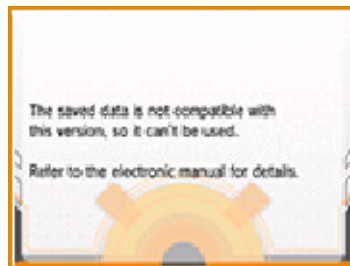 The saved data is not compatible with
this version, so it can't be used.
Refer to the electronic manual for details.